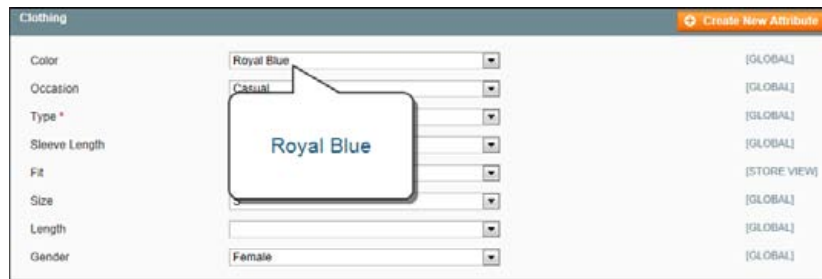 Clothing
Create New Attribute
Color Royal Blue [GLOBAL]
Occasion Casual [GLOBAL]
Type * [GLOBAL]
Sleeve Length Royal Blue [GLOBAL]
Fit [STORE VIEW]
Size S [GLOBAL]
Length [GLOBAL]
Gender Female [GLOBAL]